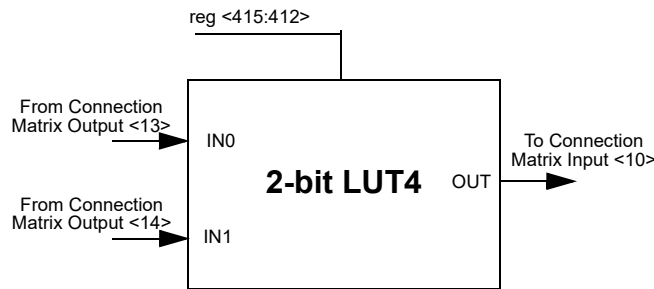 reg <415:412>
From Connection
Matrix Output <13>
IN0
To Connection
Matrix Input <10>
2-bit LUT4
OUT
From Connection
Matrix Output <14>
IN1